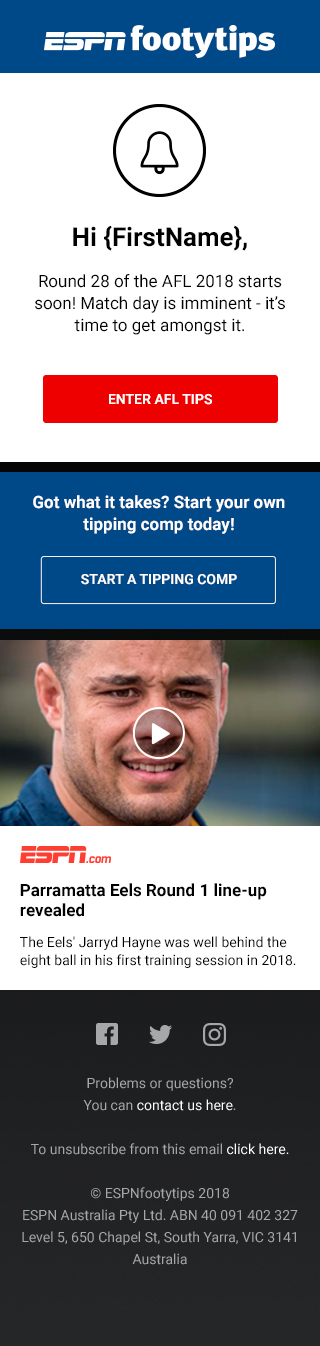 ESPN footytips
Hi {FirstName},
Round 28 of the AFL 2018 starts
soon! Match day is imminent - it’s
time to get amongst it.
ENTER AFL TIPS
Got what it takes? Start your own
tipping comp today!
START A TIPPING COMP
ESPN.com
Parramatta Eels Round 1 line-up
revealed
The Eels' Jarryd Hayne was well behind the
eight ball in his first training session in 2018.
Problems or questions?
You can contact us here.
To unsubscribe from this email click here.
© ESPNfootytips 2018
ESPN Australia Pty Ltd. ABN 40 091 402 327
Level 5, 650 Chapel St, South Yarra, VIC 3141
Australia